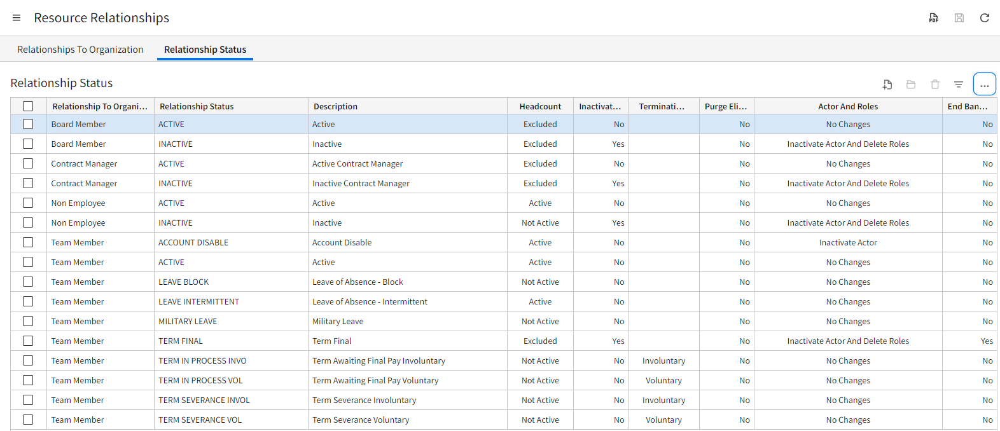 Resource Relationships
PDF
Relationships To Organization Relationship Status
Relationship Status
...
Relationship To Organi... Relationship Status Description Headcount Inactivat... Terminati... Purge Eli... Actor And Roles End Ban...
Board Member ACTIVE Active Excluded No No No Changes No
Board Member INACTIVE Inactive Excluded Yes No Inactivate Actor And Delete Roles No
Contract Manager ACTIVE Active Contract Manager Excluded No No No Changes No
Contract Manager INACTIVE Inactive Contract Manager Excluded Yes No Inactivate Actor And Delete Roles No
Non Employee ACTIVE Active Active No No No Changes No
Non Employee INACTIVE Inactive Not Active Yes No Inactivate Actor And Delete Roles No
Team Member ACCOUNT DISABLE Account Disable Active No No Inactivate Actor No
Team Member ACTIVE Active Active No No No Changes No
Team Member LEAVE BLOCK Leave of Absence - Block Not Active No No No Changes No
Team Member LEAVE INTERMITTENT Leave of Absence - Intermittent Active No No No Changes No
Team Member MILITARY LEAVE Military Leave Not Active No No No Changes No
Team Member TERM FINAL Term Final Excluded Yes No Inactivate Actor And Delete Roles Yes
Team Member TERM IN PROCESS INVO Term Awaiting Final Pay Involuntary Not Active No Involuntary No No Changes No
Team Member TERM IN PROCESS VOL Term Awaiting Final Pay Voluntary Not Active No Voluntary No No Changes No
Team Member TERM SEVERANCE INVOL Term Severance Involuntary Not Active No Involuntary No No Changes No
Team Member TERM SEVERANCE VOL Term Severance Voluntary Not Active No Voluntary No No Changes No